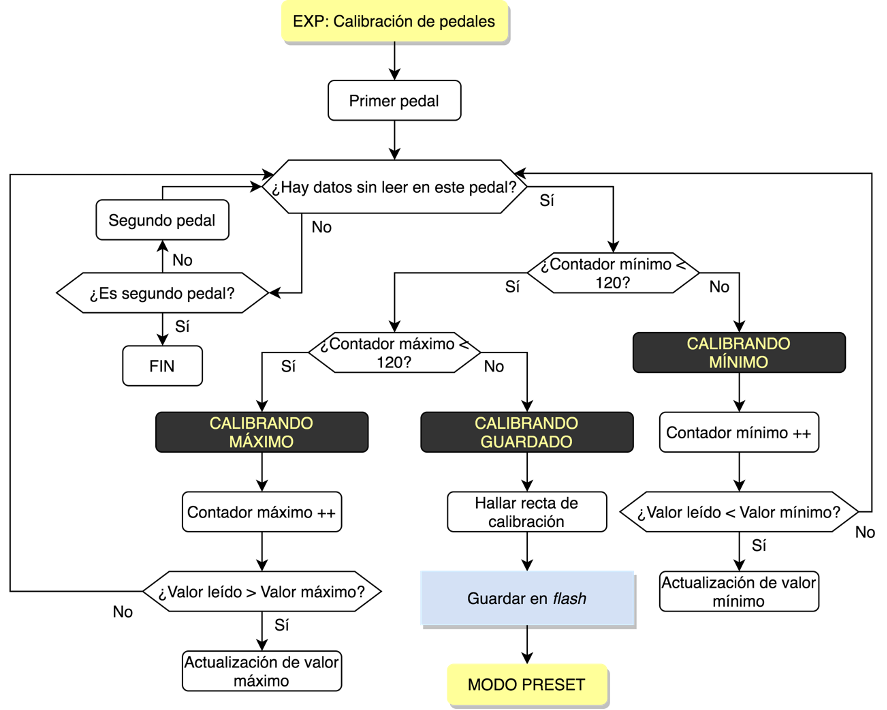 EXP: Calibración de pedales
Primer pedal
¿Hay datos sin leer en este pedal?
Sí
No
Segundo pedal
No
¿Es segundo pedal?
Sí
FIN
¿Contador mínimo <
120?
Sí
No
¿Contador máximo <
120?
Sí
No
CALIBRANDO
MÍNIMO
CALIBRANDO
MÁXIMO
CALIBRANDO
GUARDADO
Contador mínimo ++
Contador máximo ++
Hallar recta de
calibración
¿Valor leído < Valor mínimo?
No
Sí
¿Valor leído > Valor máximo?
No
Sí
Guardar en flash
Actualización de valor
mínimo
Actualización de valor
máximo
MODO PRESET